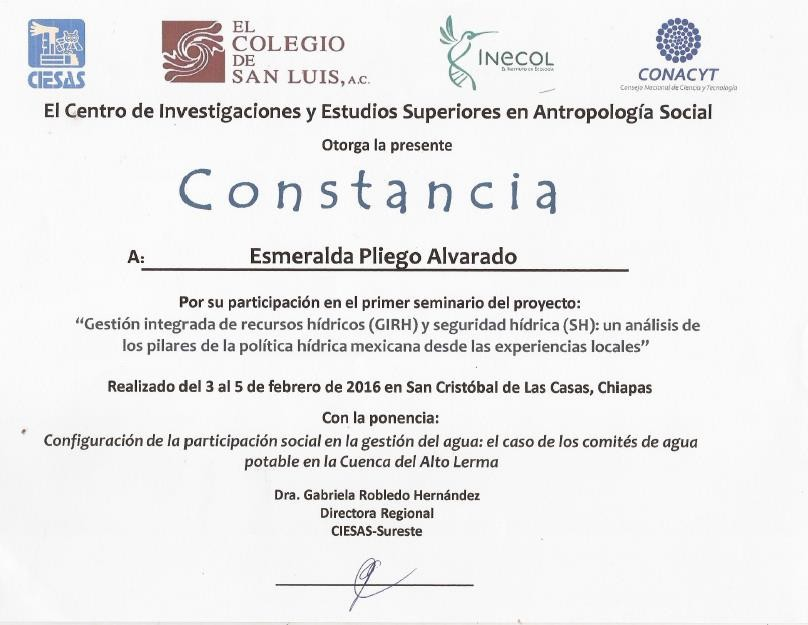 CIESAS
EL
COLEGIO
DE
SAN LUIS, A.C.
INECOL
CONACYT
Consejo Nacional de Ciencia y Tecnología
El Centro de Investigaciones y Estudios Superiores en Antropología Social
Otorga la presente
Constancia
A: Esmeralda Pliego Alvarado
Por su participación en el primer seminario del proyecto:
“Gestión integrada de recursos hídricos (GIRH) y seguridad hídrica (SH): un análisis de
los pilares de la política hídrica mexicana desde las experiencias locales”
Realizado del 3 al 5 de febrero de 2016 en San Cristóbal de Las Casas, Chiapas
Con la ponencia:
Configuración de la participación social en la gestión del agua: el caso de los comités de agua
potable en la Cuenca del Alto Lerma
Dra. Gabriela Robledo Hernández
Directora Regional
CIESAS-Sureste